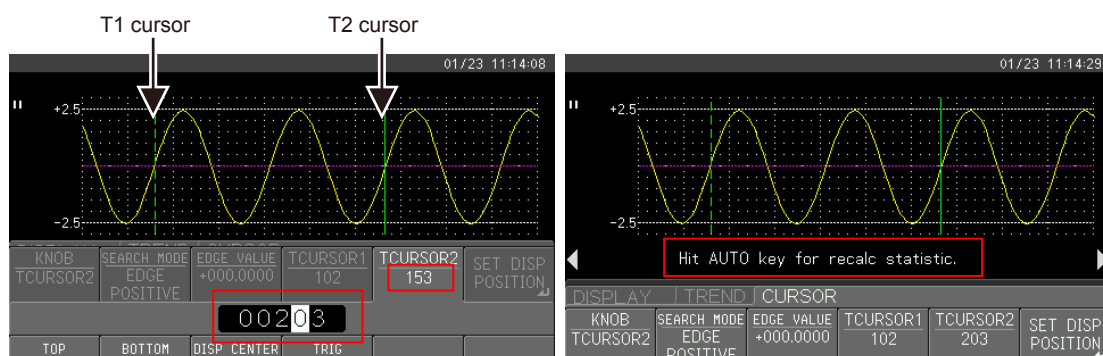 T1 cursor
T2 cursor
01/23 11:14:08
"
+2.5
-2.5
DISPLAY TREND CURSOR
KNOB
TCURSOR2
SEARCH MODE
EDGE
POSITIVE
EDGE VALUE
+000.0000
TCURSOR1
102
TCURSOR2
153
SET DISP
POSITION
00203
TOP BOTTOM DISP CENTER TRIG
01/23 11:14:29
"
+2.5
-2.5
Hit AUTO key for recalc statistic.
DISPLAY TREND CURSOR
KNOB
TCURSOR2
SEARCH MODE
EDGE
POSITIVE
EDGE VALUE
+000.0000
TCURSOR1
102
TCURSOR2
203
SET DISP
POSITION